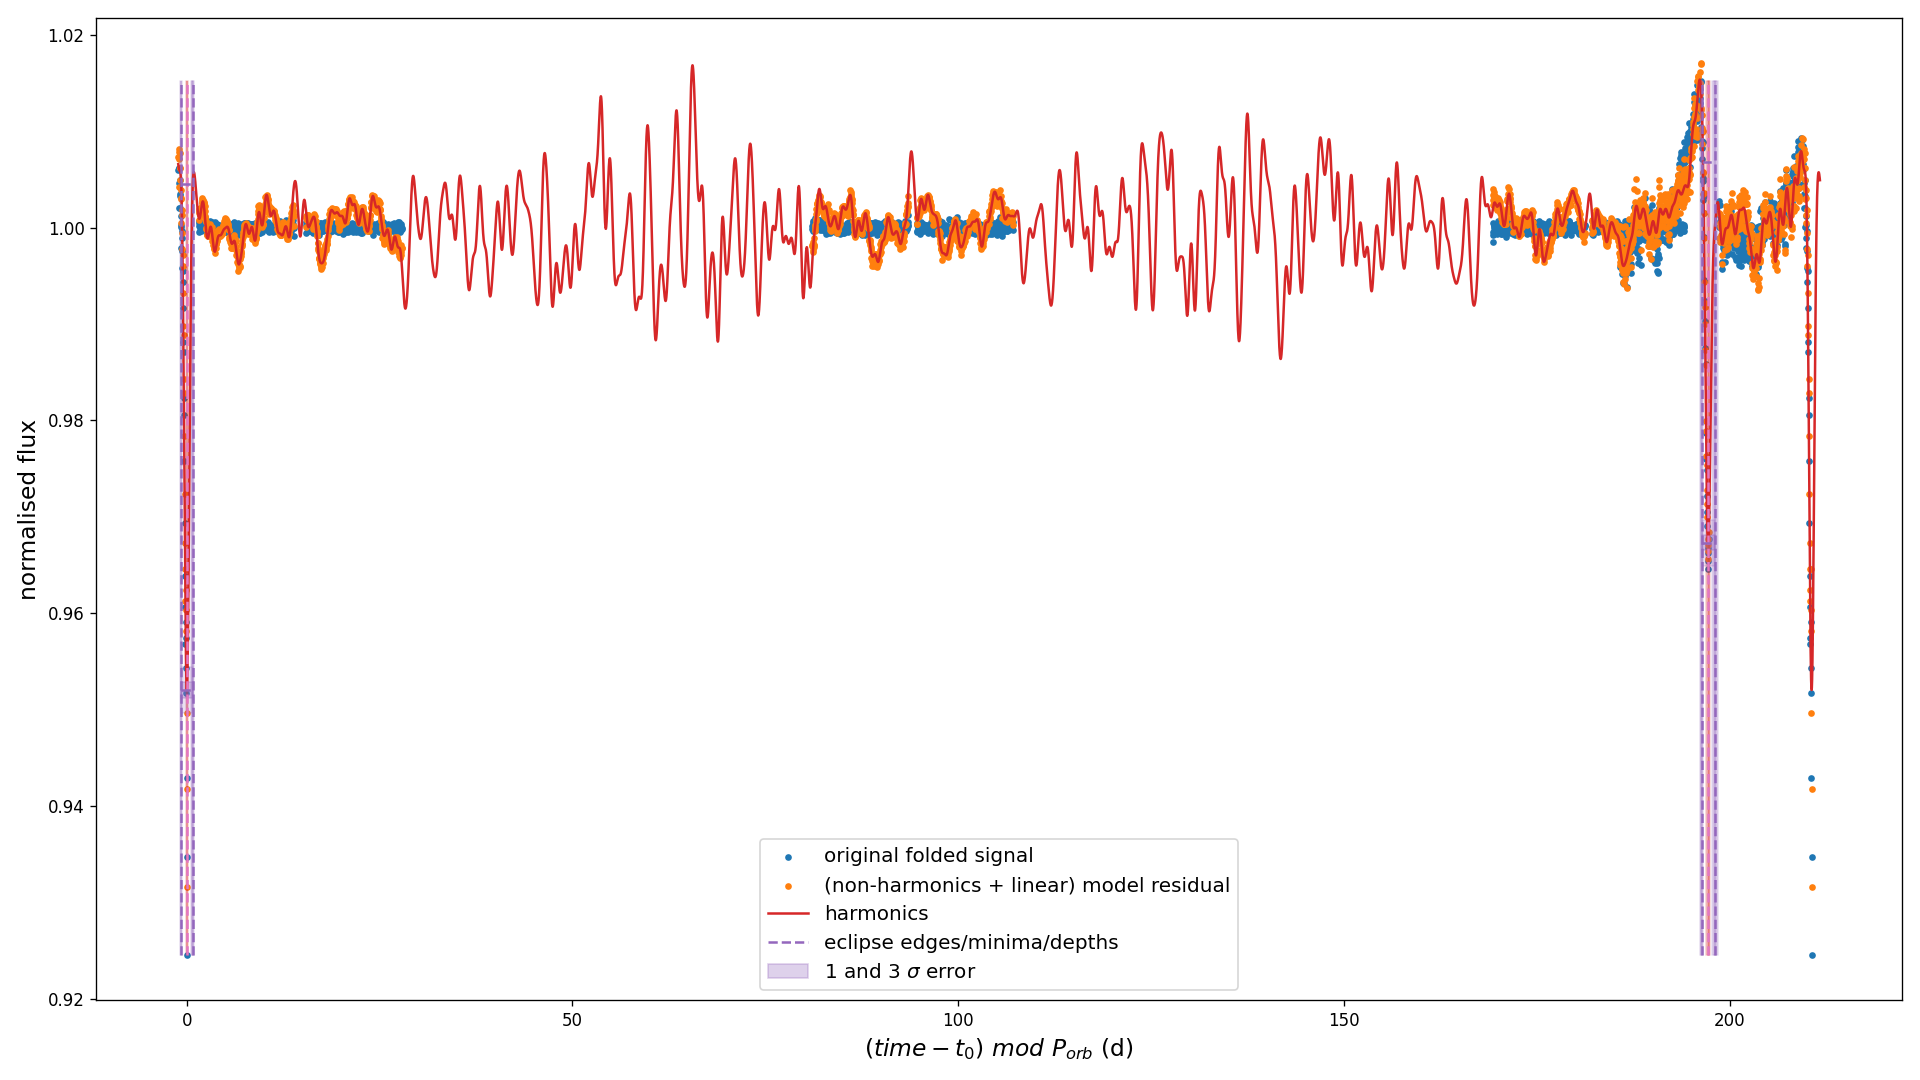 normalised flux
1.02
1.00
0.98
0.96
0.94
0.92
original folded signal
(non-harmonics + linear) model residual
harmonics
eclipse edges/minima/depths
1 and 3 σ error
0
50
100
150
200
(time − t₀) mod Pₒᵣb (d)